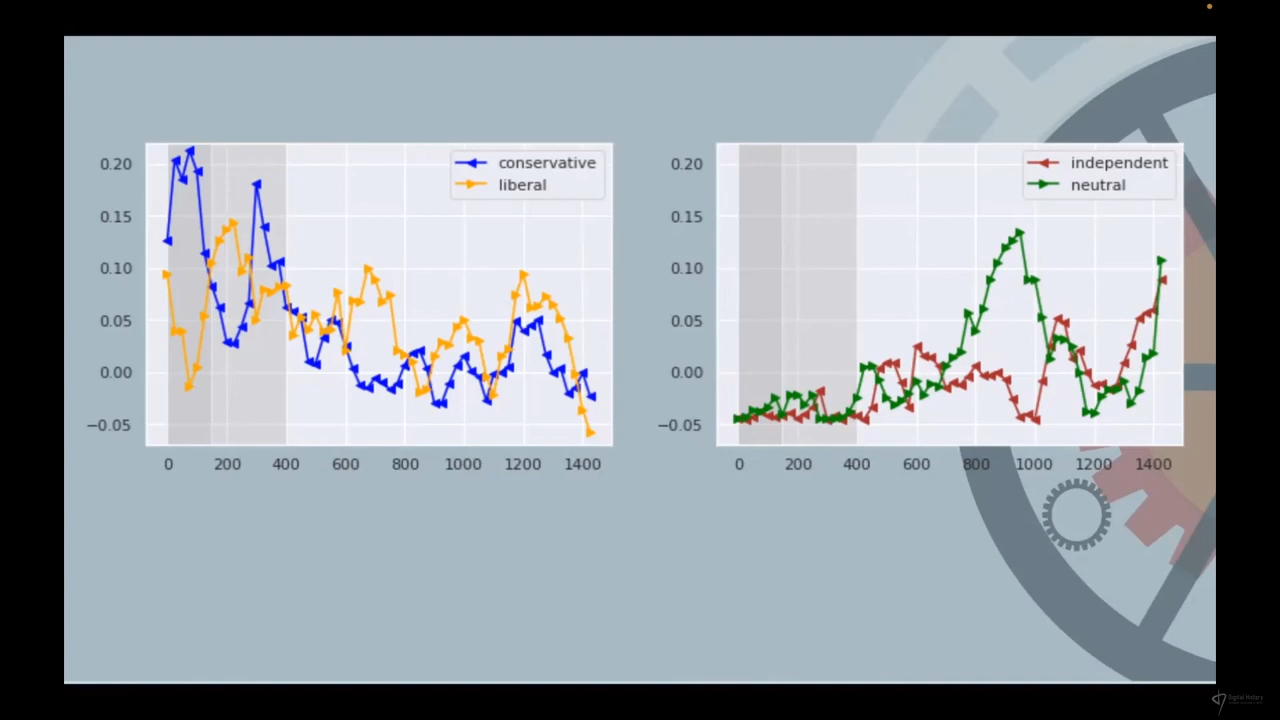 conservative
liberal
0.20
0.15
0.10
0.05
0.00
−0.05
0 200 400 600 800 1000 1200 1400
independent
neutral
0.20
0.15
0.10
0.05
0.00
−0.05
0 200 400 600 800 1000 1200 1400
Digital History